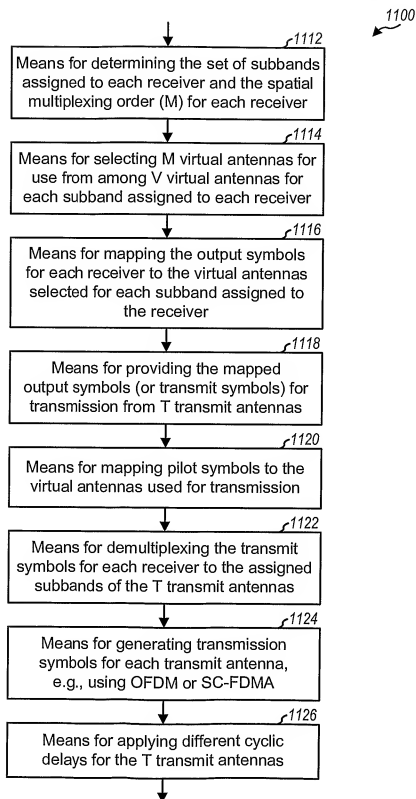 1100
1112
Means for determining the set of subbands
assigned to each receiver and the spatial
multiplexing order (M) for each receiver
1114
Means for selecting M virtual antennas for
use from among V virtual antennas for
each subband assigned to each receiver
1116
Means for mapping the output symbols
for each receiver to the virtual antennas
selected for each subband assigned to
the receiver
1118
Means for providing the mapped
output symbols (or transmit symbols) for
transmission from T transmit antennas
1120
Means for mapping pilot symbols to the
virtual antennas used for transmission
1122
Means for demultiplexing the transmit
symbols for each receiver to the assigned
subbands of the T transmit antennas
1124
Means for generating transmission
symbols for each transmit antenna,
e.g., using OFDM or SC-FDMA
1126
Means for applying different cyclic
delays for the T transmit antennas